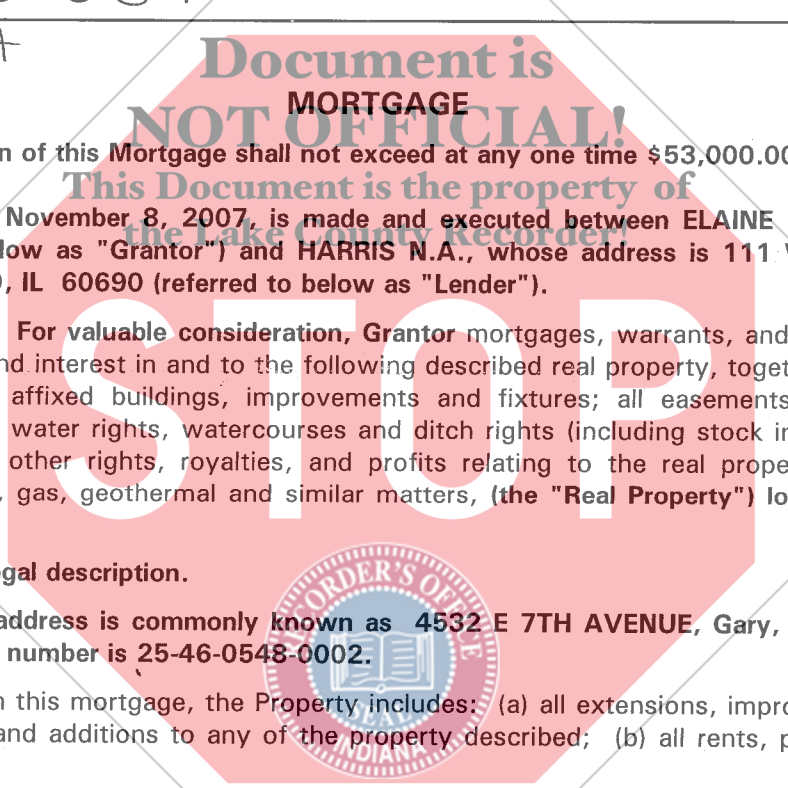 Document is
MORTGAGE
NOT OFFICIAL!
n of this Mortgage shall not exceed at any one time $53,000.00
This Document is the property of
November 8, 2007, is made and executed between ELAINE
the Lake County Recorder!
low as "Grantor") and HARRIS N.A., whose address is 111
, IL 60690 (referred to below as "Lender").
For valuable consideration, Grantor mortgages, warrants, and
nd interest in and to the following described real property, toget
affixed buildings, improvements and fixtures; all easements
water rights, watercourses and ditch rights (including stock in
other rights, royalties, and profits relating to the real prope
, gas, geothermal and similar matters, (the "Real Property") lo
STOP
gal description.
address is commonly known as 4532 E 7TH AVENUE, Gary,
number is 25-46-0548-0002.
n this mortgage, the Property includes: (a) all extensions, impro
and additions to any of the property described; (b) all rents, p
RECORDER'S OFFICE
SEAL
INDIANA